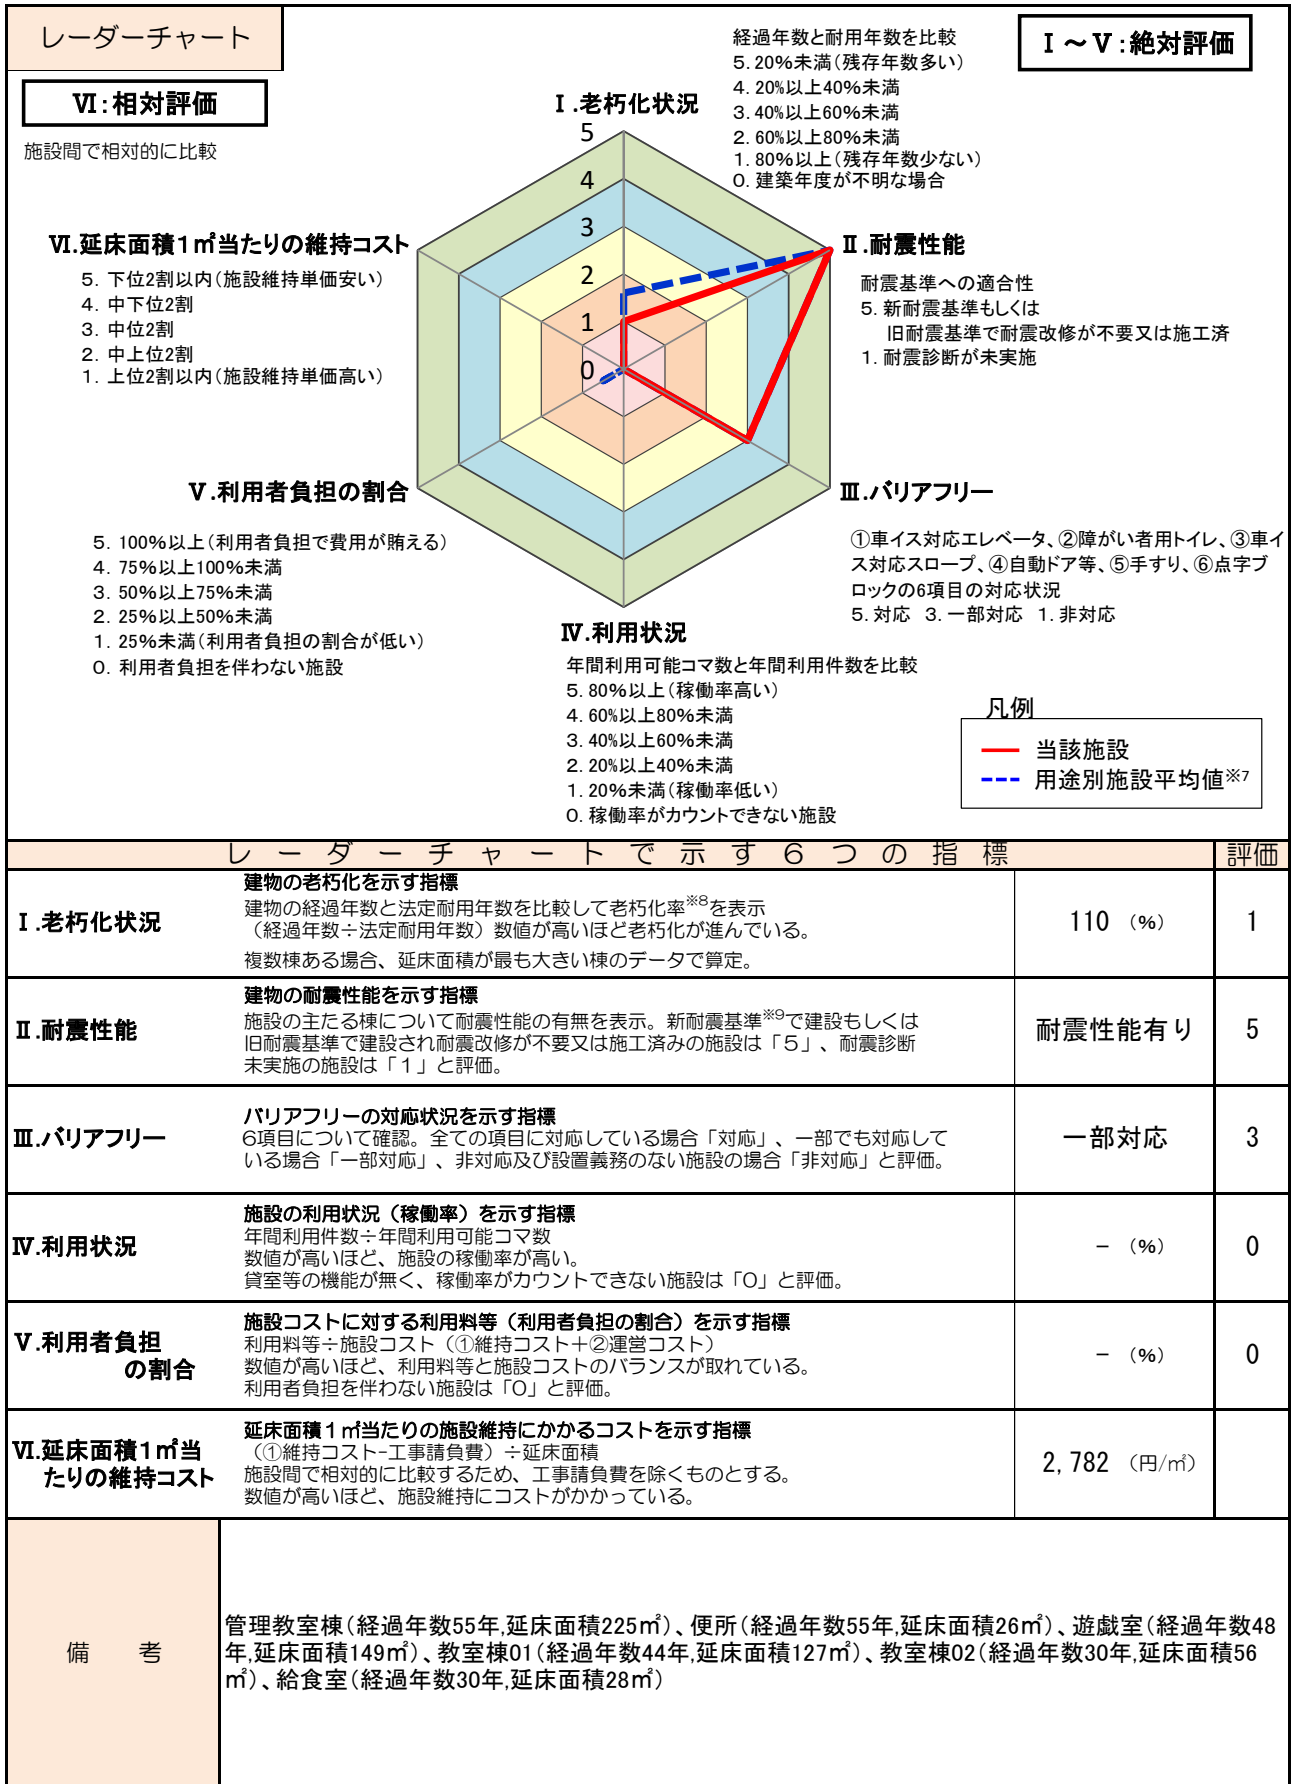 レーダーチャート
Ⅰ～Ⅴ:絶対評価
Ⅵ:相対評価
施設間で相対的に比較
Ⅰ.老朽化状況
経過年数と耐用年数を比較
5.20%未満(残存年数多い)
4.20%以上40%未満
3.40%以上60%未満
2.60%以上80%未満
1.80%以上(残存年数少ない)
0.建築年度が不明な場合
5
4
3
2
1
0
Ⅱ.耐震性能
耐震基準への適合性
5.新耐震基準もしくは
旧耐震基準で耐震改修が不要又は施工済
1.耐震診断が未実施
Ⅵ.延床面積1㎡当たりの維持コスト
5. 下位2割以内(施設維持単価安い)
4. 中下位2割
3. 中位2割
2. 中上位2割
1. 上位2割以内(施設維持単価高い)
Ⅲ.バリアフリー
①車イス対応エレベータ、②障がい者用トイレ、③車イ
ス対応スロープ、④自動ドア等、⑤手すり、⑥点字ブ
ロックの6項目の対応状況
5.対応 3.一部対応 1.非対応
Ⅴ.利用者負担の割合
5. 100%以上(利用者負担で費用が賄える)
4. 75%以上100%未満
3. 50%以上75%未満
2. 25%以上50%未満
1. 25%未満(利用者負担の割合が低い)
0. 利用者負担を伴わない施設
Ⅳ.利用状況
年間利用可能コマ数と年間利用件数を比較
5.80%以上(稼働率高い)
4.60%以上80%未満
3.40%以上60%未満
2.20%以上40%未満
1.20%未満(稼働率低い)
0.稼働率がカウントできない施設
凡例
当該施設
用途別施設平均値※7
レーダーチャートで示す6つの指標 評価
Ⅰ.老朽化状況
建物の老朽化を示す指標
建物の経過年数と法定耐用年数を比較して老朽化率※8を表示
(経過年数÷法定耐用年数)数値が高いほど老朽化が進んでいる。
複数棟ある場合、延床面積が最も大きい棟のデータで算定。
110 (%) 1
Ⅱ.耐震性能
建物の耐震性能を示す指標
施設の主たる棟について耐震性能の有無を表示。新耐震基準※9で建設もしくは
旧耐震基準で建設され耐震改修が不要又は施工済みの施設は「5」、耐震診断
未実施の施設は「1」と評価。
耐震性能有り 5
Ⅲ.バリアフリー
バリアフリーの対応状況を示す指標
6項目について確認。全ての項目に対応している場合「対応」、一部でも対応して
いる場合「一部対応」、非対応及び設置義務のない施設の場合「非対応」と評価。
一部対応 3
Ⅳ.利用状況
施設の利用状況(稼働率)を示す指標
年間利用件数÷年間利用可能コマ数
数値が高いほど、施設の稼働率が高い。
貸室等の機能が無く、稼働率がカウントできない施設は「0」と評価。
－ (%) 0
Ⅴ.利用者負担
の割合
施設コストに対する利用料等(利用者負担の割合)を示す指標
利用料等÷施設コスト(①維持コスト+②運営コスト)
数値が高いほど、利用料等と施設コストのバランスが取れている。
利用者負担を伴わない施設は「0」と評価。
－ (%) 0
Ⅵ.延床面積1㎡当
たりの維持コスト
延床面積1㎡当たりの施設維持にかかるコストを示す指標
(①維持コスト-工事請負費)÷延床面積
施設間で相対的に比較するため、工事請負費を除くものとする。
数値が高いほど、施設維持にコストがかかっている。
2,782 (円/㎡)
備 考
管理教室棟(経過年数55年,延床面積225㎡)、便所(経過年数55年,延床面積26㎡)、遊戯室(経過年数48
年,延床面積149㎡)、教室棟01(経過年数44年,延床面積127㎡)、教室棟02(経過年数30年,延床面積56
㎡)、給食室(経過年数30年,延床面積28㎡)